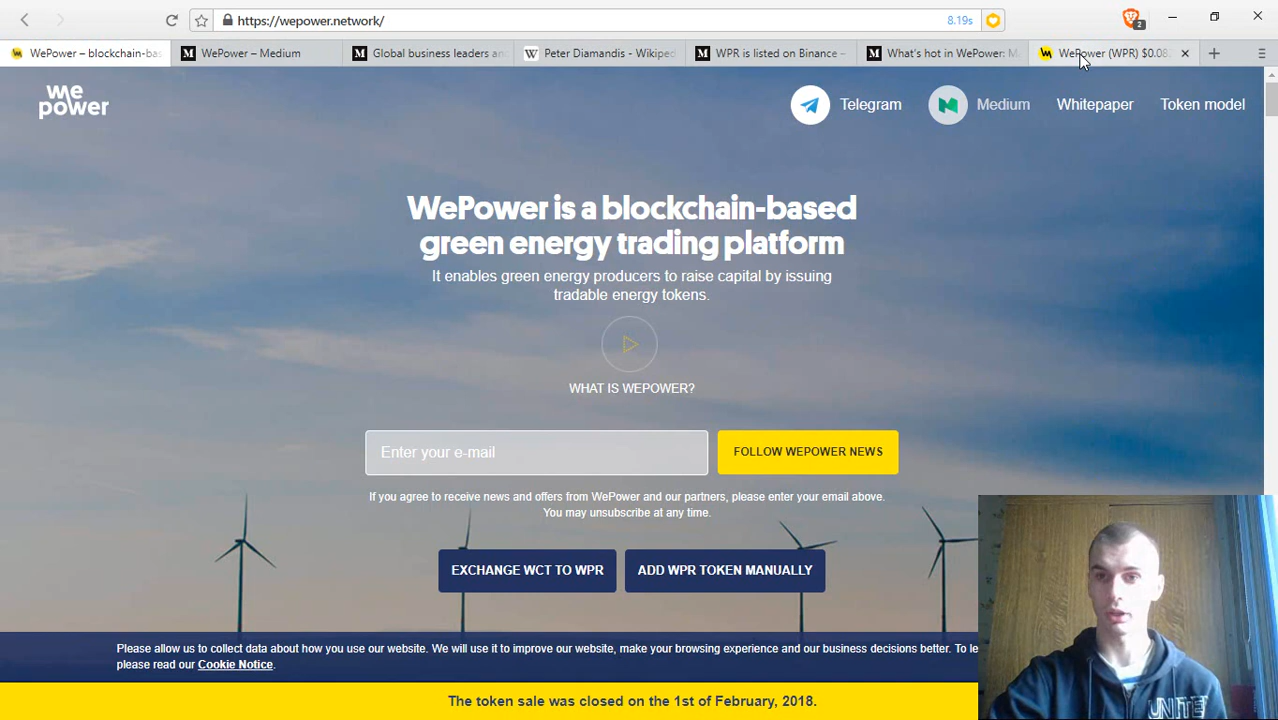 https://wepower.network/
8.19s
2
WePower – blockchain-bas
WePower – Medium
Global business leaders an
Peter Diamandis - Wikiped
WPR is listed on Binance –
What's hot in WePower: M
WePower (WPR) $0.082
we
power
Telegram
Medium
Whitepaper
Token model
WePower is a blockchain-based
green energy trading platform
It enables green energy producers to raise capital by issuing
tradable energy tokens.
WHAT IS WEPOWER?
Enter your e-mail
FOLLOW WEPOWER NEWS
If you agree to receive news and offers from WePower and our partners, please enter your email above.
You may unsubscribe at any time.
EXCHANGE WCT TO WPR
ADD WPR TOKEN MANUALLY
Please allow us to collect data about how you use our website. We will use it to improve our website, make your browsing experience and our business decisions better. To le
please read our Cookie Notice.
The token sale was closed on the 1st of February, 2018.
UNITED